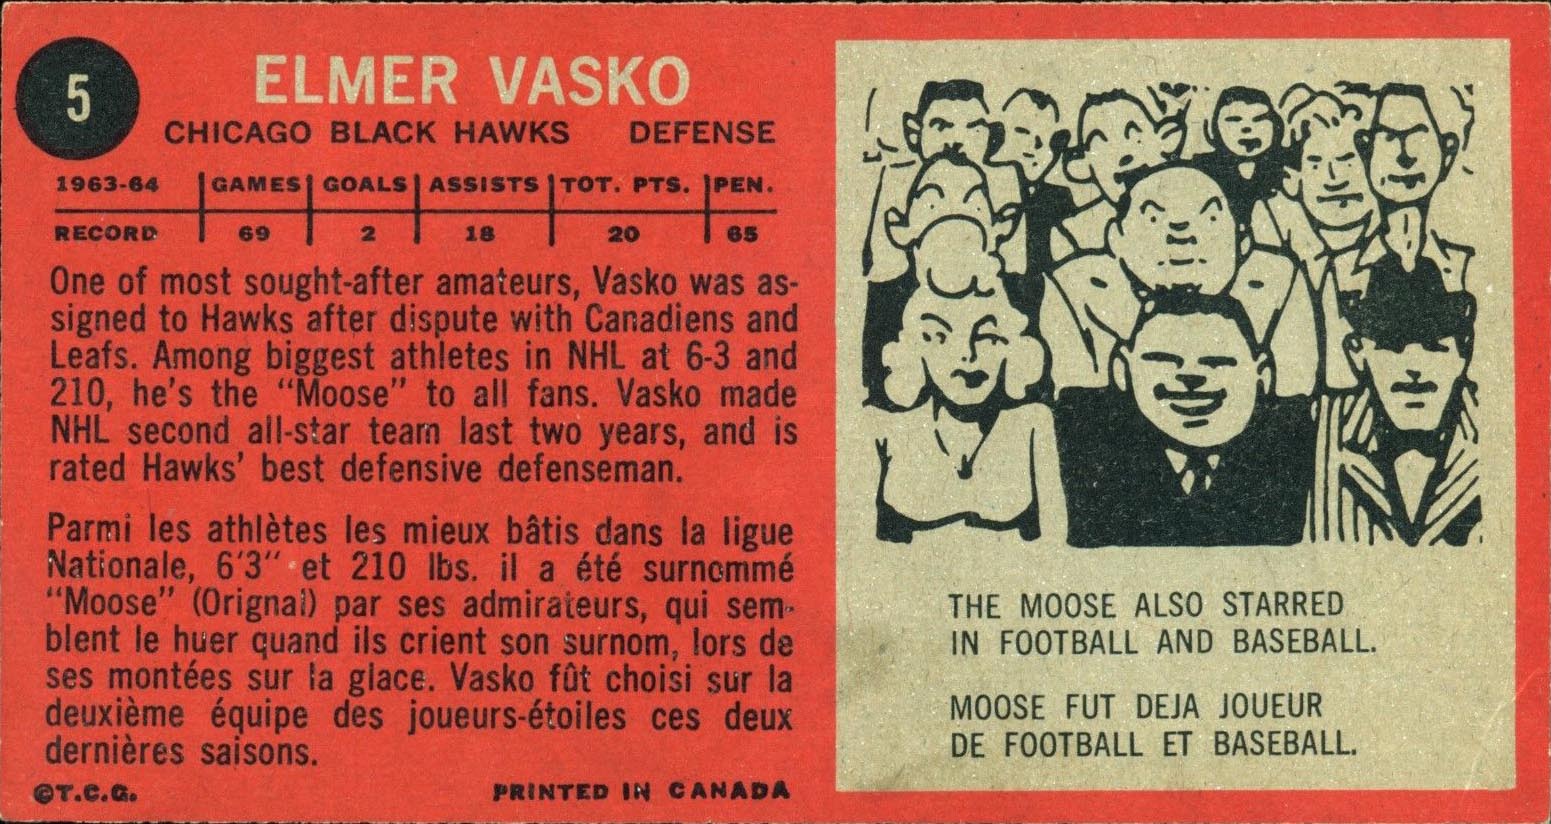 5
ELMER VASKO
CHICAGO BLACK HAWKS DEFENSE
1963-64 GAMES GOALS ASSISTS TOT. PTS. PEN.
RECORD 69 2 18 20 65
One of most sought-after amateurs, Vasko was as-
signed to Hawks after dispute with Canadiens and
Leafs. Among biggest athletes in NHL at 6-3 and
210, he's the "Moose" to all fans. Vasko made
NHL second all-star team last two years, and is
rated Hawks' best defensive defenseman.
Parmi les athlètes les mieux bâtis dans la ligue
Nationale, 6'3" et 210 lbs. il a été surnommé
"Moose" (Orignal) par ses admirateurs, qui sem-
blent le huer quand ils crient son surnom, lors de
ses montées sur la glace. Vasko fût choisi sur la
deuxième équipe des joueurs-étoiles ces deux
dernières saisons.
©T.C.G. PRINTED IN CANADA
THE MOOSE ALSO STARRED
IN FOOTBALL AND BASEBALL.
MOOSE FUT DEJA JOUEUR
DE FOOTBALL ET BASEBALL.